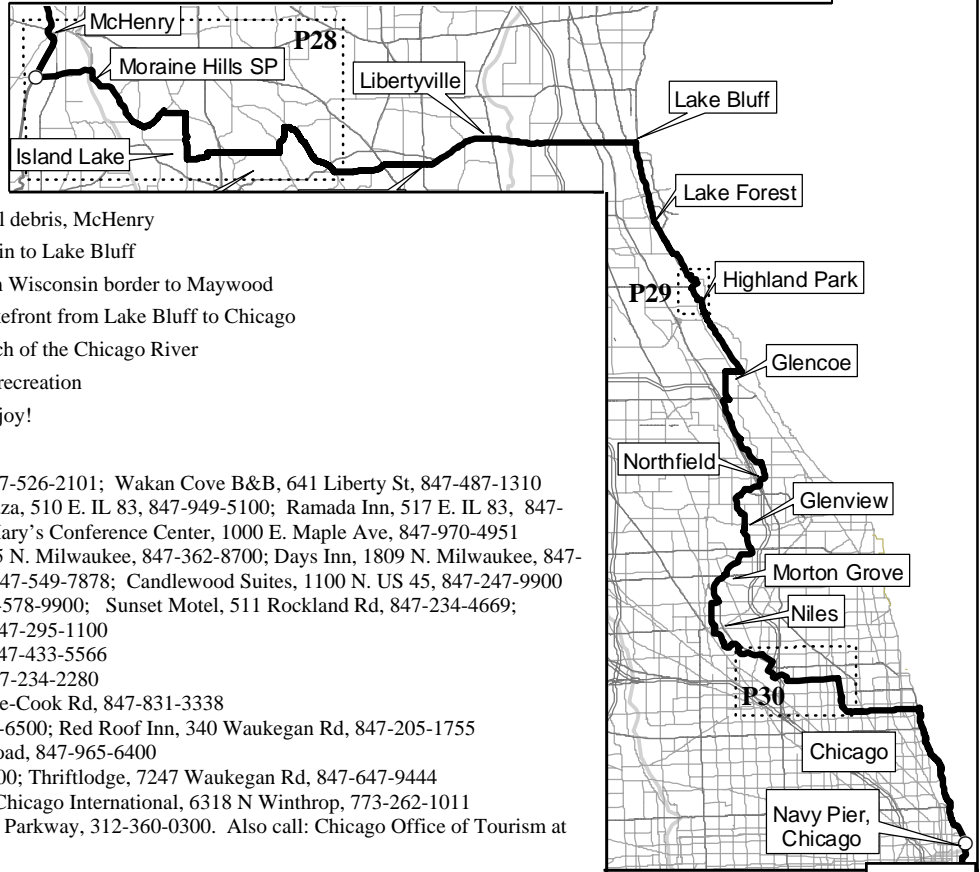 McHenry
P28
Moraine Hills SP
Libertyville
Lake Bluff
Island Lake
Lake Forest
P29
Highland Park
Glencoe
Northfield
Glenview
Morton Grove
Niles
P30
Chicago
Navy Pier,
Chicago
debris, McHenry
in to Lake Bluff
Wisconsin border to Maywood
from Lake Bluff to Chicago
of the Chicago River
recreation
joy!
7-526-2101; Wakan Cove B&B, 641 Liberty St, 847-487-1310
za, 510 E. IL 83, 847-949-5100; Ramada Inn, 517 E. IL 83, 847-
Mary's Conference Center, 1000 E. Maple Ave, 847-970-4951
5 N. Milwaukee, 847-362-8700; Days Inn, 1809 N. Milwaukee, 847-
47-549-7878; Candlewood Suites, 1100 N. US 45, 847-247-9900
-578-9900; Sunset Motel, 511 Rockland Rd, 847-234-4669;
47-295-1100
47-433-5566
7-234-2280
e-Cook Rd, 847-831-3338
-6500; Red Roof Inn, 340 Waukegan Rd, 847-205-1755
oad, 847-965-6400
00; Thriftlodge, 7247 Waukegan Rd, 847-647-9444
Chicago International, 6318 N Winthrop, 773-262-1011
Parkway, 312-360-0300. Also call: Chicago Office of Tourism at